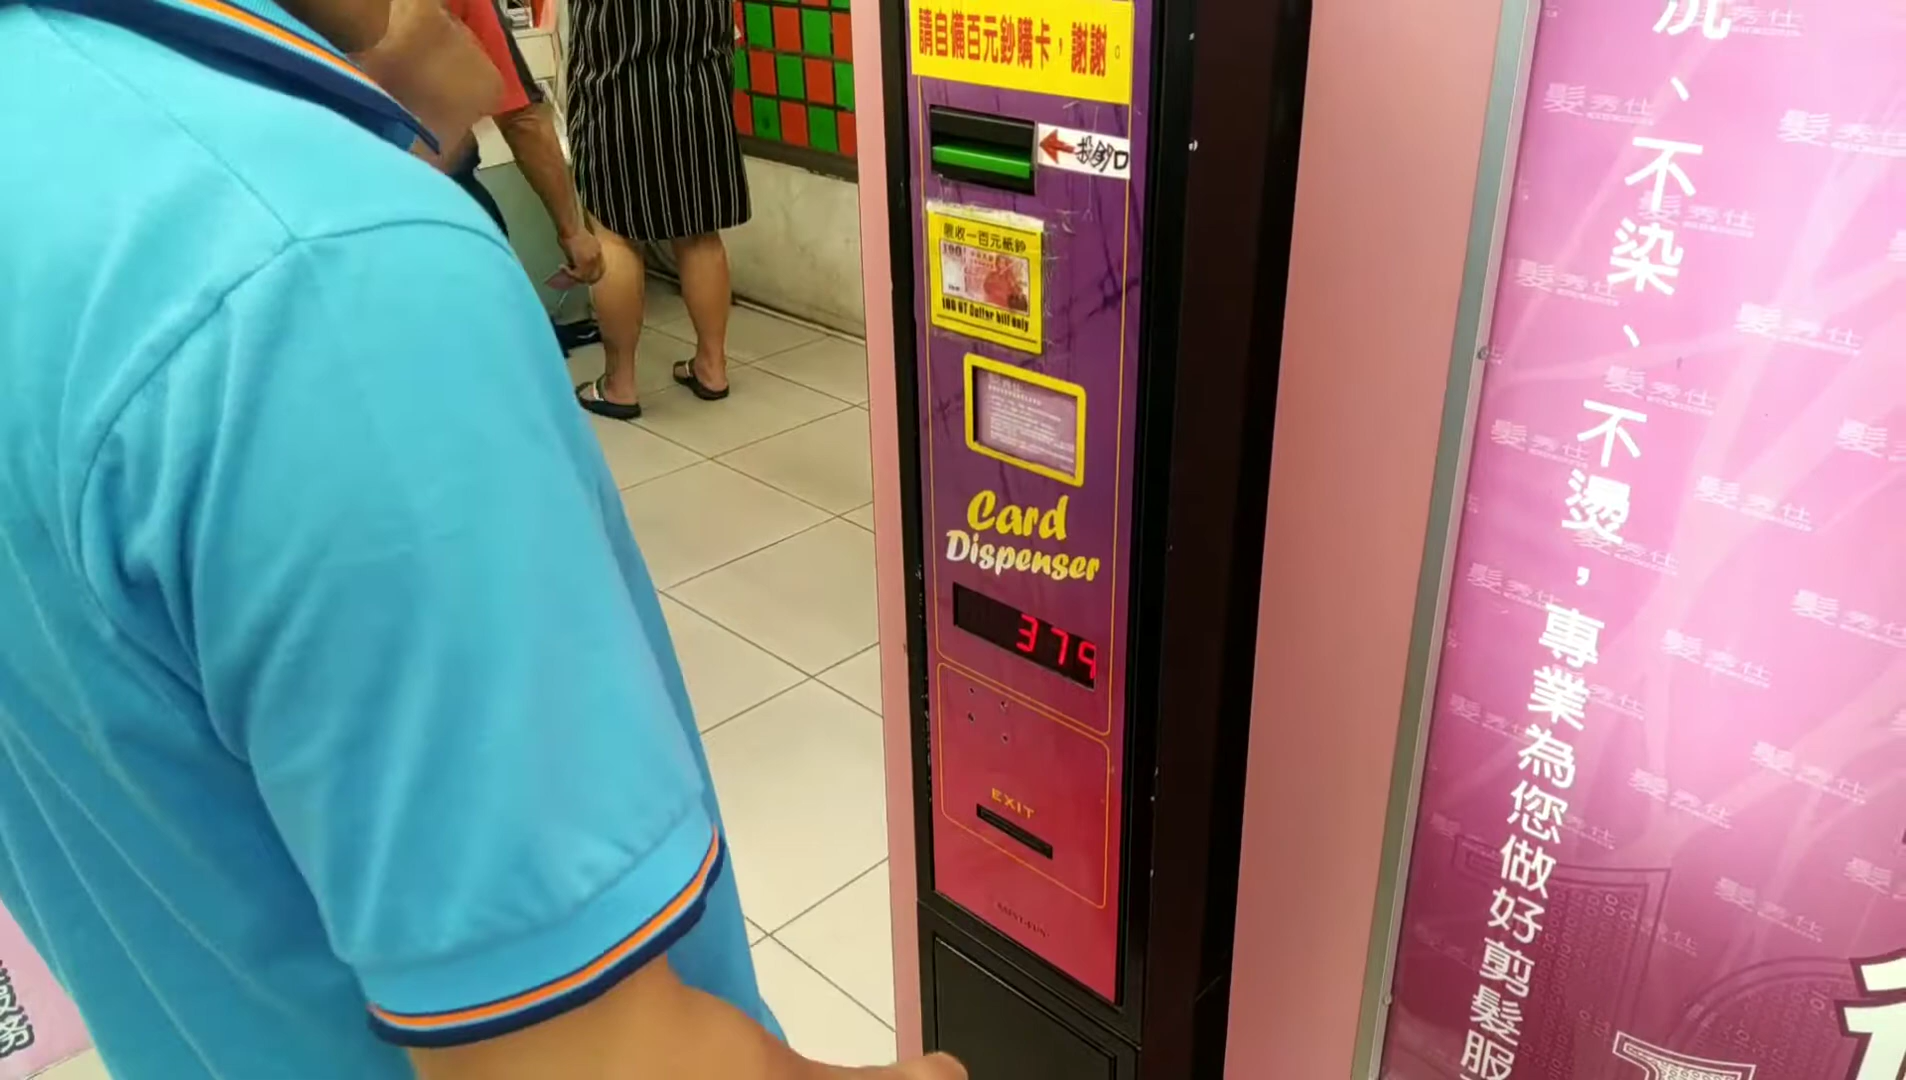 請自備百元鈔購卡，謝謝。
投鈔口
限收一百元紙鈔
100
100 NT Dollar bill only
Card
Dispenser
379
EXIT
、不染、不燙，專業為您做好剪髮服
髮秀仕